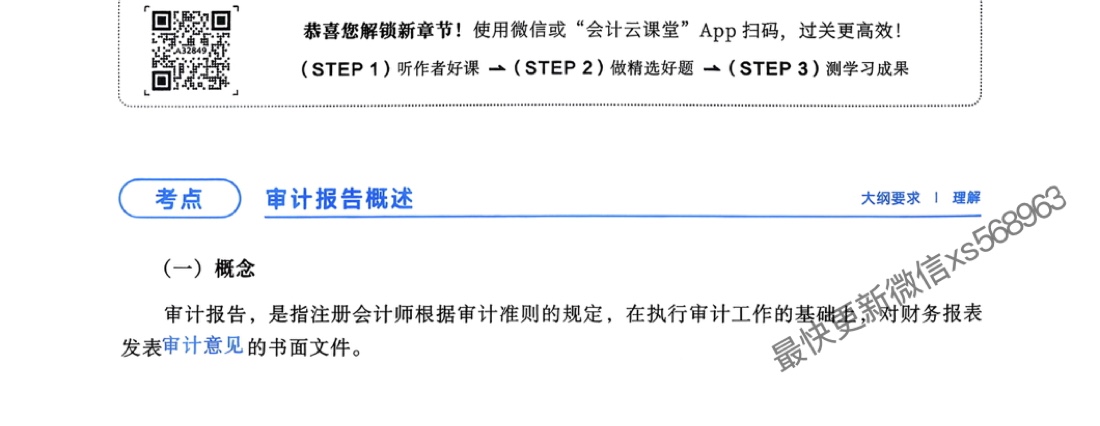 恭喜您解锁新章节！使用微信或“会计云课堂”App 扫码，过关更高效！
（STEP 1）听作者好课 ⇀（STEP 2）做精选好题 ⇀（STEP 3）测学习成果
A32849
考点 审计报告概述 大纲要求 | 理解
（一）概念
审计报告，是指注册会计师根据审计准则的规定，在执行审计工作的基础上，对财务报表
发表审计意见的书面文件。
最快更新微信xs568963